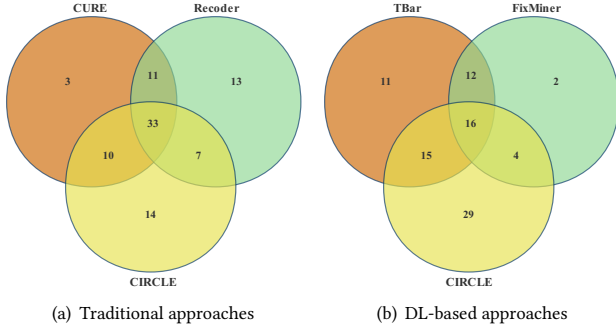 CURE Recoder TBar FixMiner
3 11 13 11 12 2
33 16
10 7 15 4
14 29
CIRCLE CIRCLE
(a) Traditional approaches (b) DL-based approaches